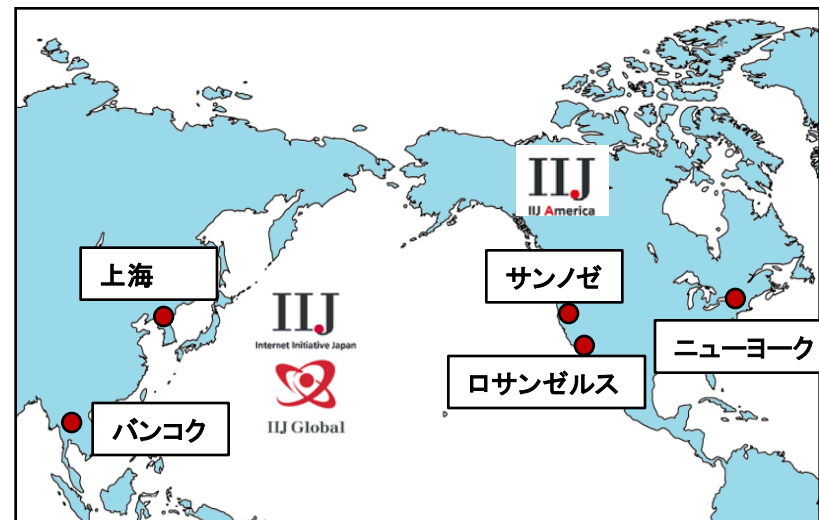 IIJ
IIJ America
上海
サンノゼ
IIJ
Internet Initiative Japan
ニューヨーク
ロサンゼルス
IIJ Global
バンコク